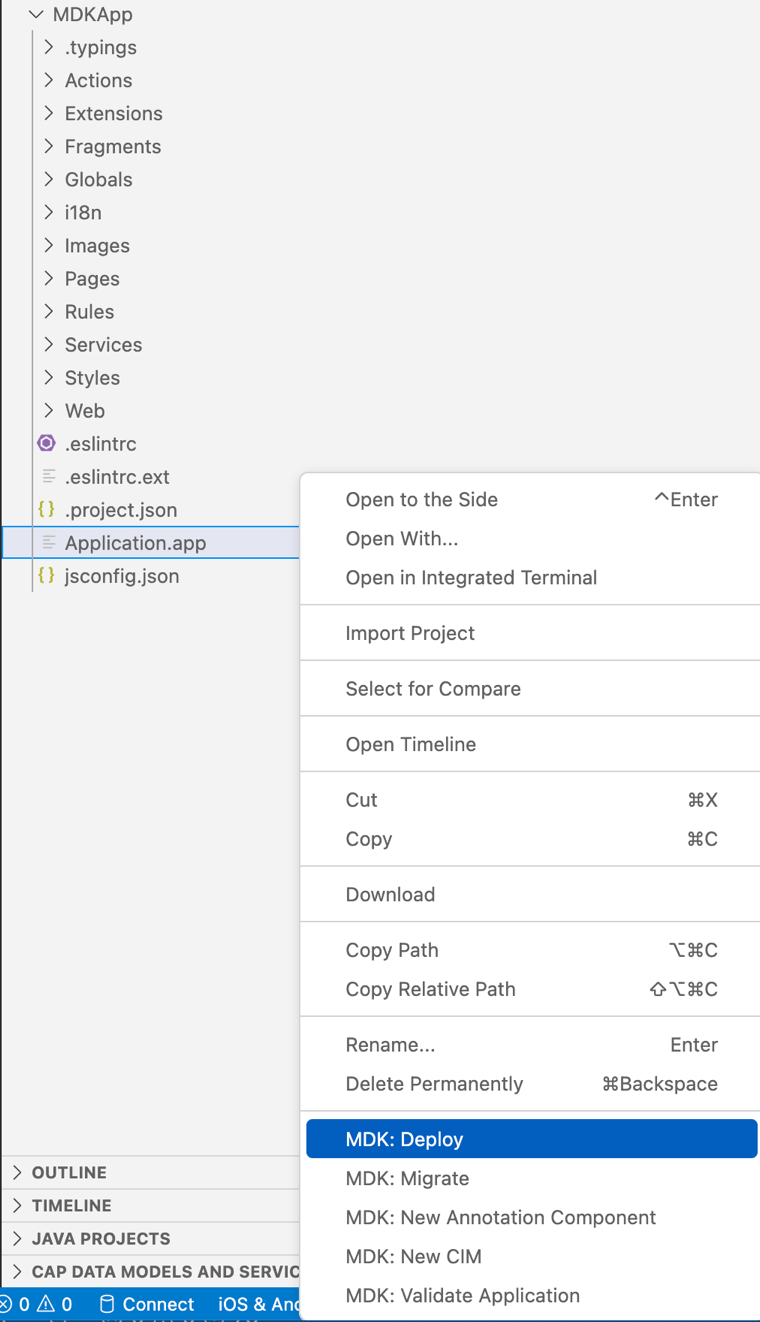 MDKApp
.typings
Actions
Extensions
Fragments
Globals
i18n
Images
Pages
Rules
Services
Styles
Web
.eslintrc
.eslintrc.ext
{} .project.json
Application.app
{} jsconfig.json
Open to the Side ^Enter
Open With...
Open in Integrated Terminal
Import Project
Select for Compare
Open Timeline
Cut ⌘X
Copy ⌘C
Download
Copy Path ⌥⌘C
Copy Relative Path ⇧⌥⌘C
Rename... Enter
Delete Permanently ⌘Backspace
MDK: Deploy
MDK: Migrate
MDK: New Annotation Component
MDK: New CIM
MDK: Validate Application
OUTLINE
TIMELINE
JAVA PROJECTS
CAP DATA MODELS AND SERVIC
0 0 Connect iOS & And